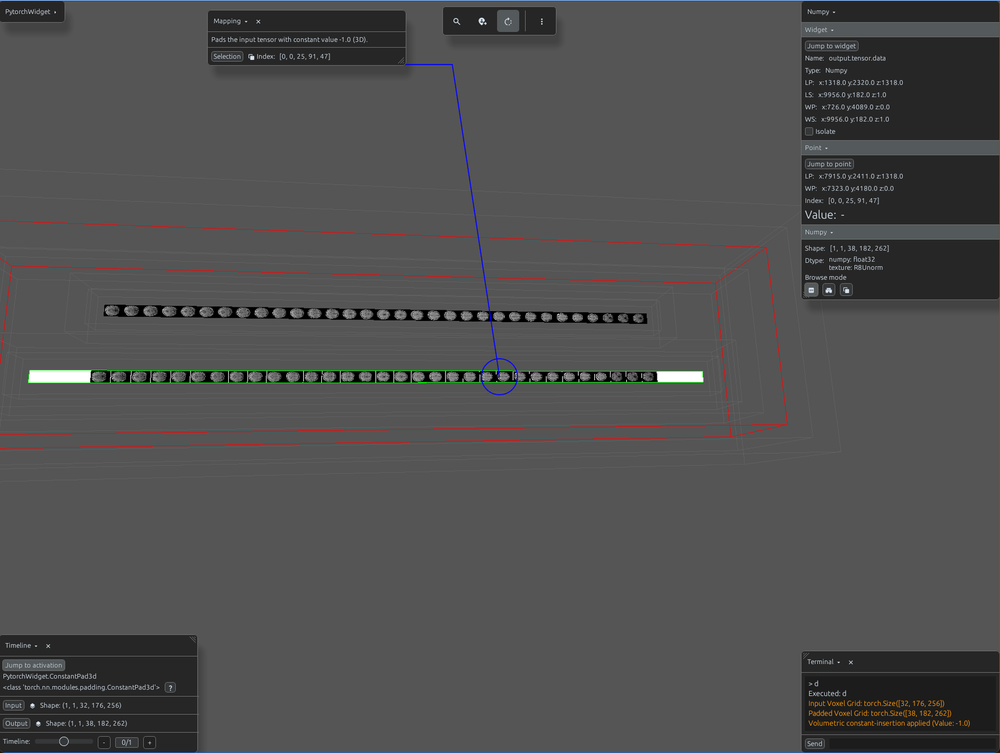 PytorchWidget
Mapping
Pads the input tensor with constant value -1.0 (3D).
Selection Index: [0, 0, 25, 91, 47]
Numpy
Widget
Jump to widget
Name: output.tensor.data
Type: Numpy
LP: x:1318.0 y:2320.0 z:1318.0
LS: x:9956.0 y:182.0 z:1.0
WP: x:726.0 y:4089.0 z:0.0
WS: x:9956.0 y:182.0 z:1.0
Isolate
Point
Jump to point
LP: x:7915.0 y:2411.0 z:1318.0
WP: x:7323.0 y:4180.0 z:0.0
Index: [0, 0, 25, 91, 47]
Value: -
Numpy
Shape: [1, 1, 38, 182, 262]
Dtype: numpy: float32
texture: R8Unorm
Browse mode
Timeline
Jump to activation
PytorchWidget.ConstantPad3d
<class 'torch.nn.modules.padding.ConstantPad3d'> ?
Input Shape: (1, 1, 32, 176, 256)
Output Shape: (1, 1, 38, 182, 262)
Timeline: - 0/1 +
Terminal
> d
Executed: d
Input Voxel Grid: torch.Size([32, 176, 256])
Padded Voxel Grid: torch.Size([38, 182, 262])
Volumetric constant-insertion applied (Value: -1.0)
Send